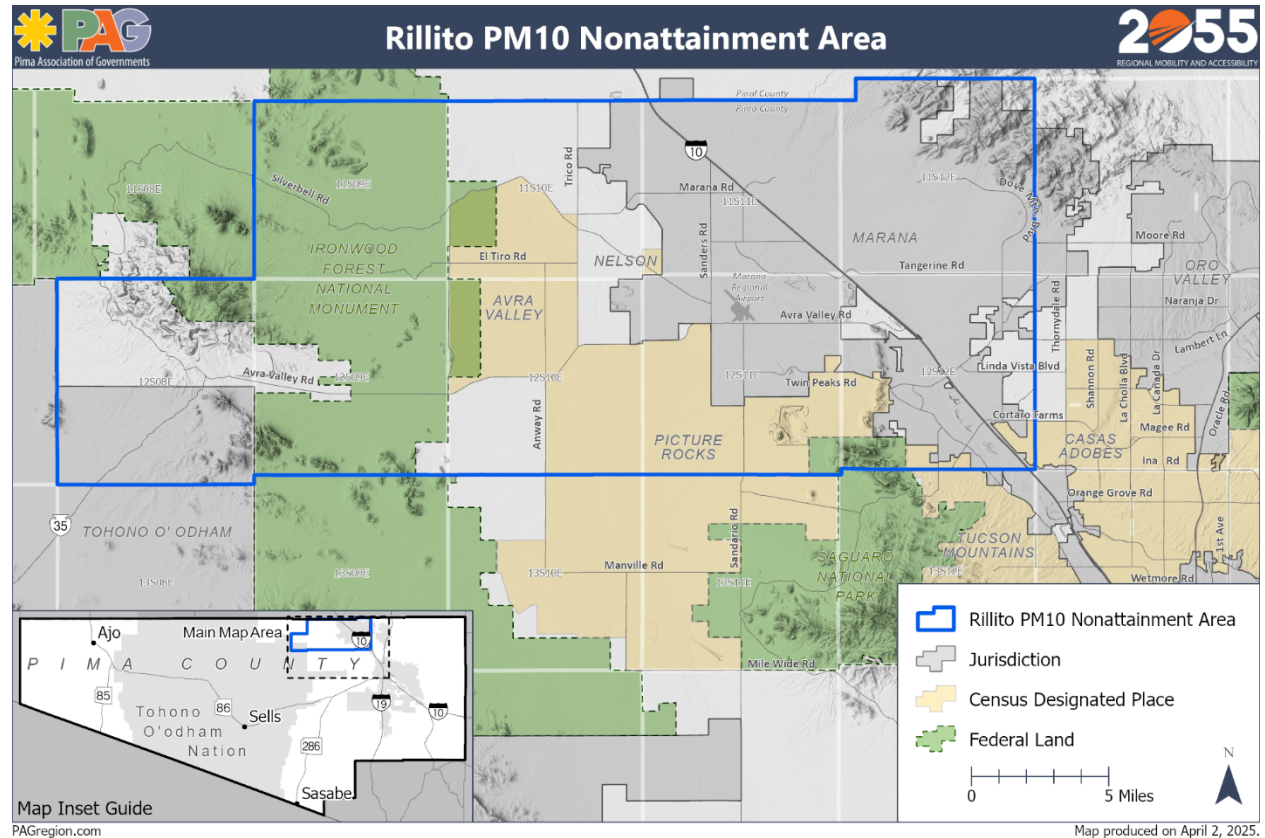 PAG
Pima Association of Governments
Rillito PM10 Nonattainment Area
2055
REGIONAL MOBILITY AND ACCESSIBILITY
Pinal County
Pima County
10
Trico Rd
11S08E
Silverbell Rd
11S09E
11S10E
Marana Rd
11S11E
11S12E
Dove Mountain Blvd
IRONWOOD
FOREST
NATIONAL
MONUMENT
El Tiro Rd
NELSON
Sanders Rd
MARANA
Moore Rd
Tangerine Rd
ORO
VALLEY
AVRA
VALLEY
Marana
Regional
Airport
Avra Valley Rd
Naranja Dr
Thornydale Rd
Lambert Ln
12S08E
Avra Valley Rd
12S09E
12S10E
12S11E
Twin Peaks Rd
12S12E
Linda Vista Blvd
Shannon Rd
La Cholla Blvd
La Canada Dr
Oracle Rd
Anway Rd
PICTURE
ROCKS
Cortaro Farms
CASAS
ADOBES
Magee Rd
Ina Rd
Orange Grove Rd
35
TOHONO O' ODHAM
Sandario Rd
TUCSON
MOUNTAINS
1st Ave
13S08E
13S09E
13S10E
Manville Rd
13S11E
SAGUARO
NATIONAL
PARK
13S12E
Wetmore Rd
Mile Wide Rd
Ajo
Main Map Area
10
PIMA COUNTY
85
86
Tohono
O'odham
Nation
Sells
19
10
286
Sasabe
Map Inset Guide
Rillito PM10 Nonattainment Area
Jurisdiction
Census Designated Place
Federal Land
N
0 5 Miles
PAGregion.com
Map produced on April 2, 2025.